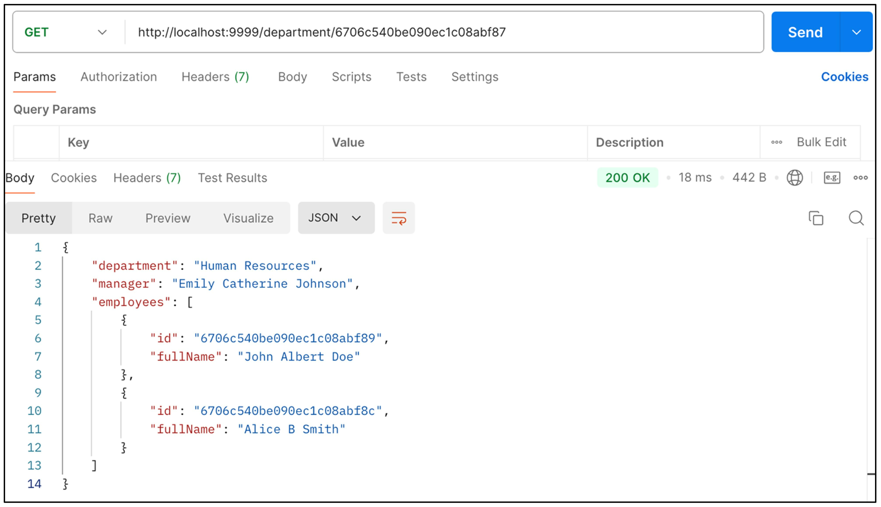 GET http://localhost:9999/department/6706c540be090ec1c08abf87 Send
Params Authorization Headers (7) Body Scripts Tests Settings Cookies
Query Params
Key Value Description Bulk Edit
Body Cookies Headers (7) Test Results 200 OK 18 ms 442 B e.g.
Pretty Raw Preview Visualize JSON
1 {
2 "department": "Human Resources",
3 "manager": "Emily Catherine Johnson",
4 "employees": [
5 {
6 "id": "6706c540be090ec1c08abf89",
7 "fullName": "John Albert Doe"
8 },
9 {
10 "id": "6706c540be090ec1c08abf8c",
11 "fullName": "Alice B Smith"
12 }
13 ]
14 }